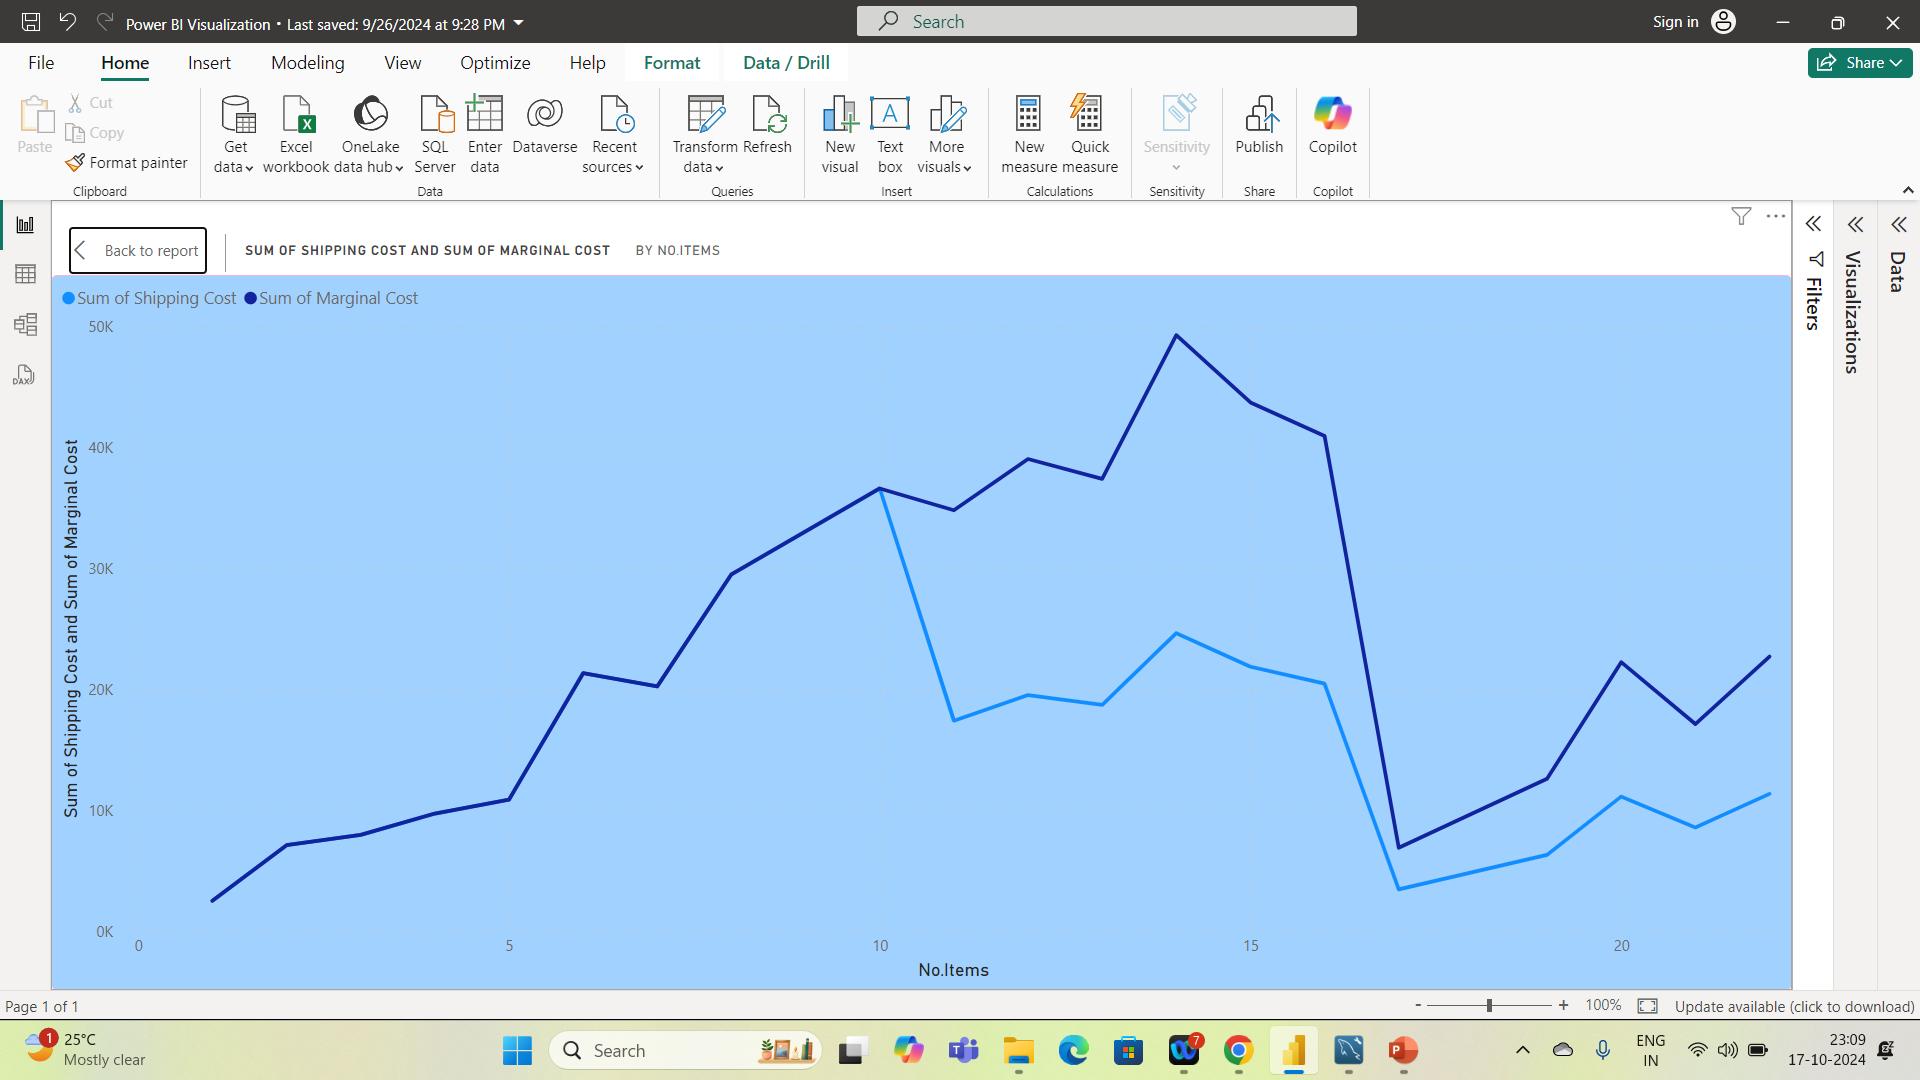 Power BI Visualization • Last saved: 9/26/2024 at 9:28 PM
Search
Sign in
File Home Insert Modeling View Optimize Help Format Data / Drill
Share
Paste
Cut
Copy
Format painter
Clipboard
Get data
Excel workbook
OneLake data hub
SQL Server
Enter data
Dataverse
Recent sources
Data
Transform data
Refresh
Queries
New visual
Text box
More visuals
Insert
New measure
Quick measure
Calculations
Sensitivity
Sensitivity
Publish
Share
Copilot
Copilot
DAX
Back to report
SUM OF SHIPPING COST AND SUM OF MARGINAL COST BY NO.ITEMS
Filters
Visualizations
Data
Sum of Shipping Cost Sum of Marginal Cost
Sum of Shipping Cost and Sum of Marginal Cost
50K
40K
30K
20K
10K
0K
0 5 10 15 20
No.Items
Page 1 of 1
- + 100%
Update available (click to download)
1
25°C
Mostly clear
Search
7
ENG
IN
23:09
17-10-2024